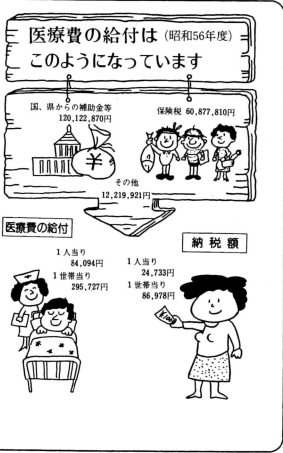 医療費の給付は（昭和56年度）
このようになっています
国、県からの補助金等
120,122,870円
保険税 60,877,810円
¥
その他
12,219,921円
医療費の給付
1人当り
84,094円
1世帯当り
295,727円
納税額
1人当り
24,733円
1世帯当り
86,978円